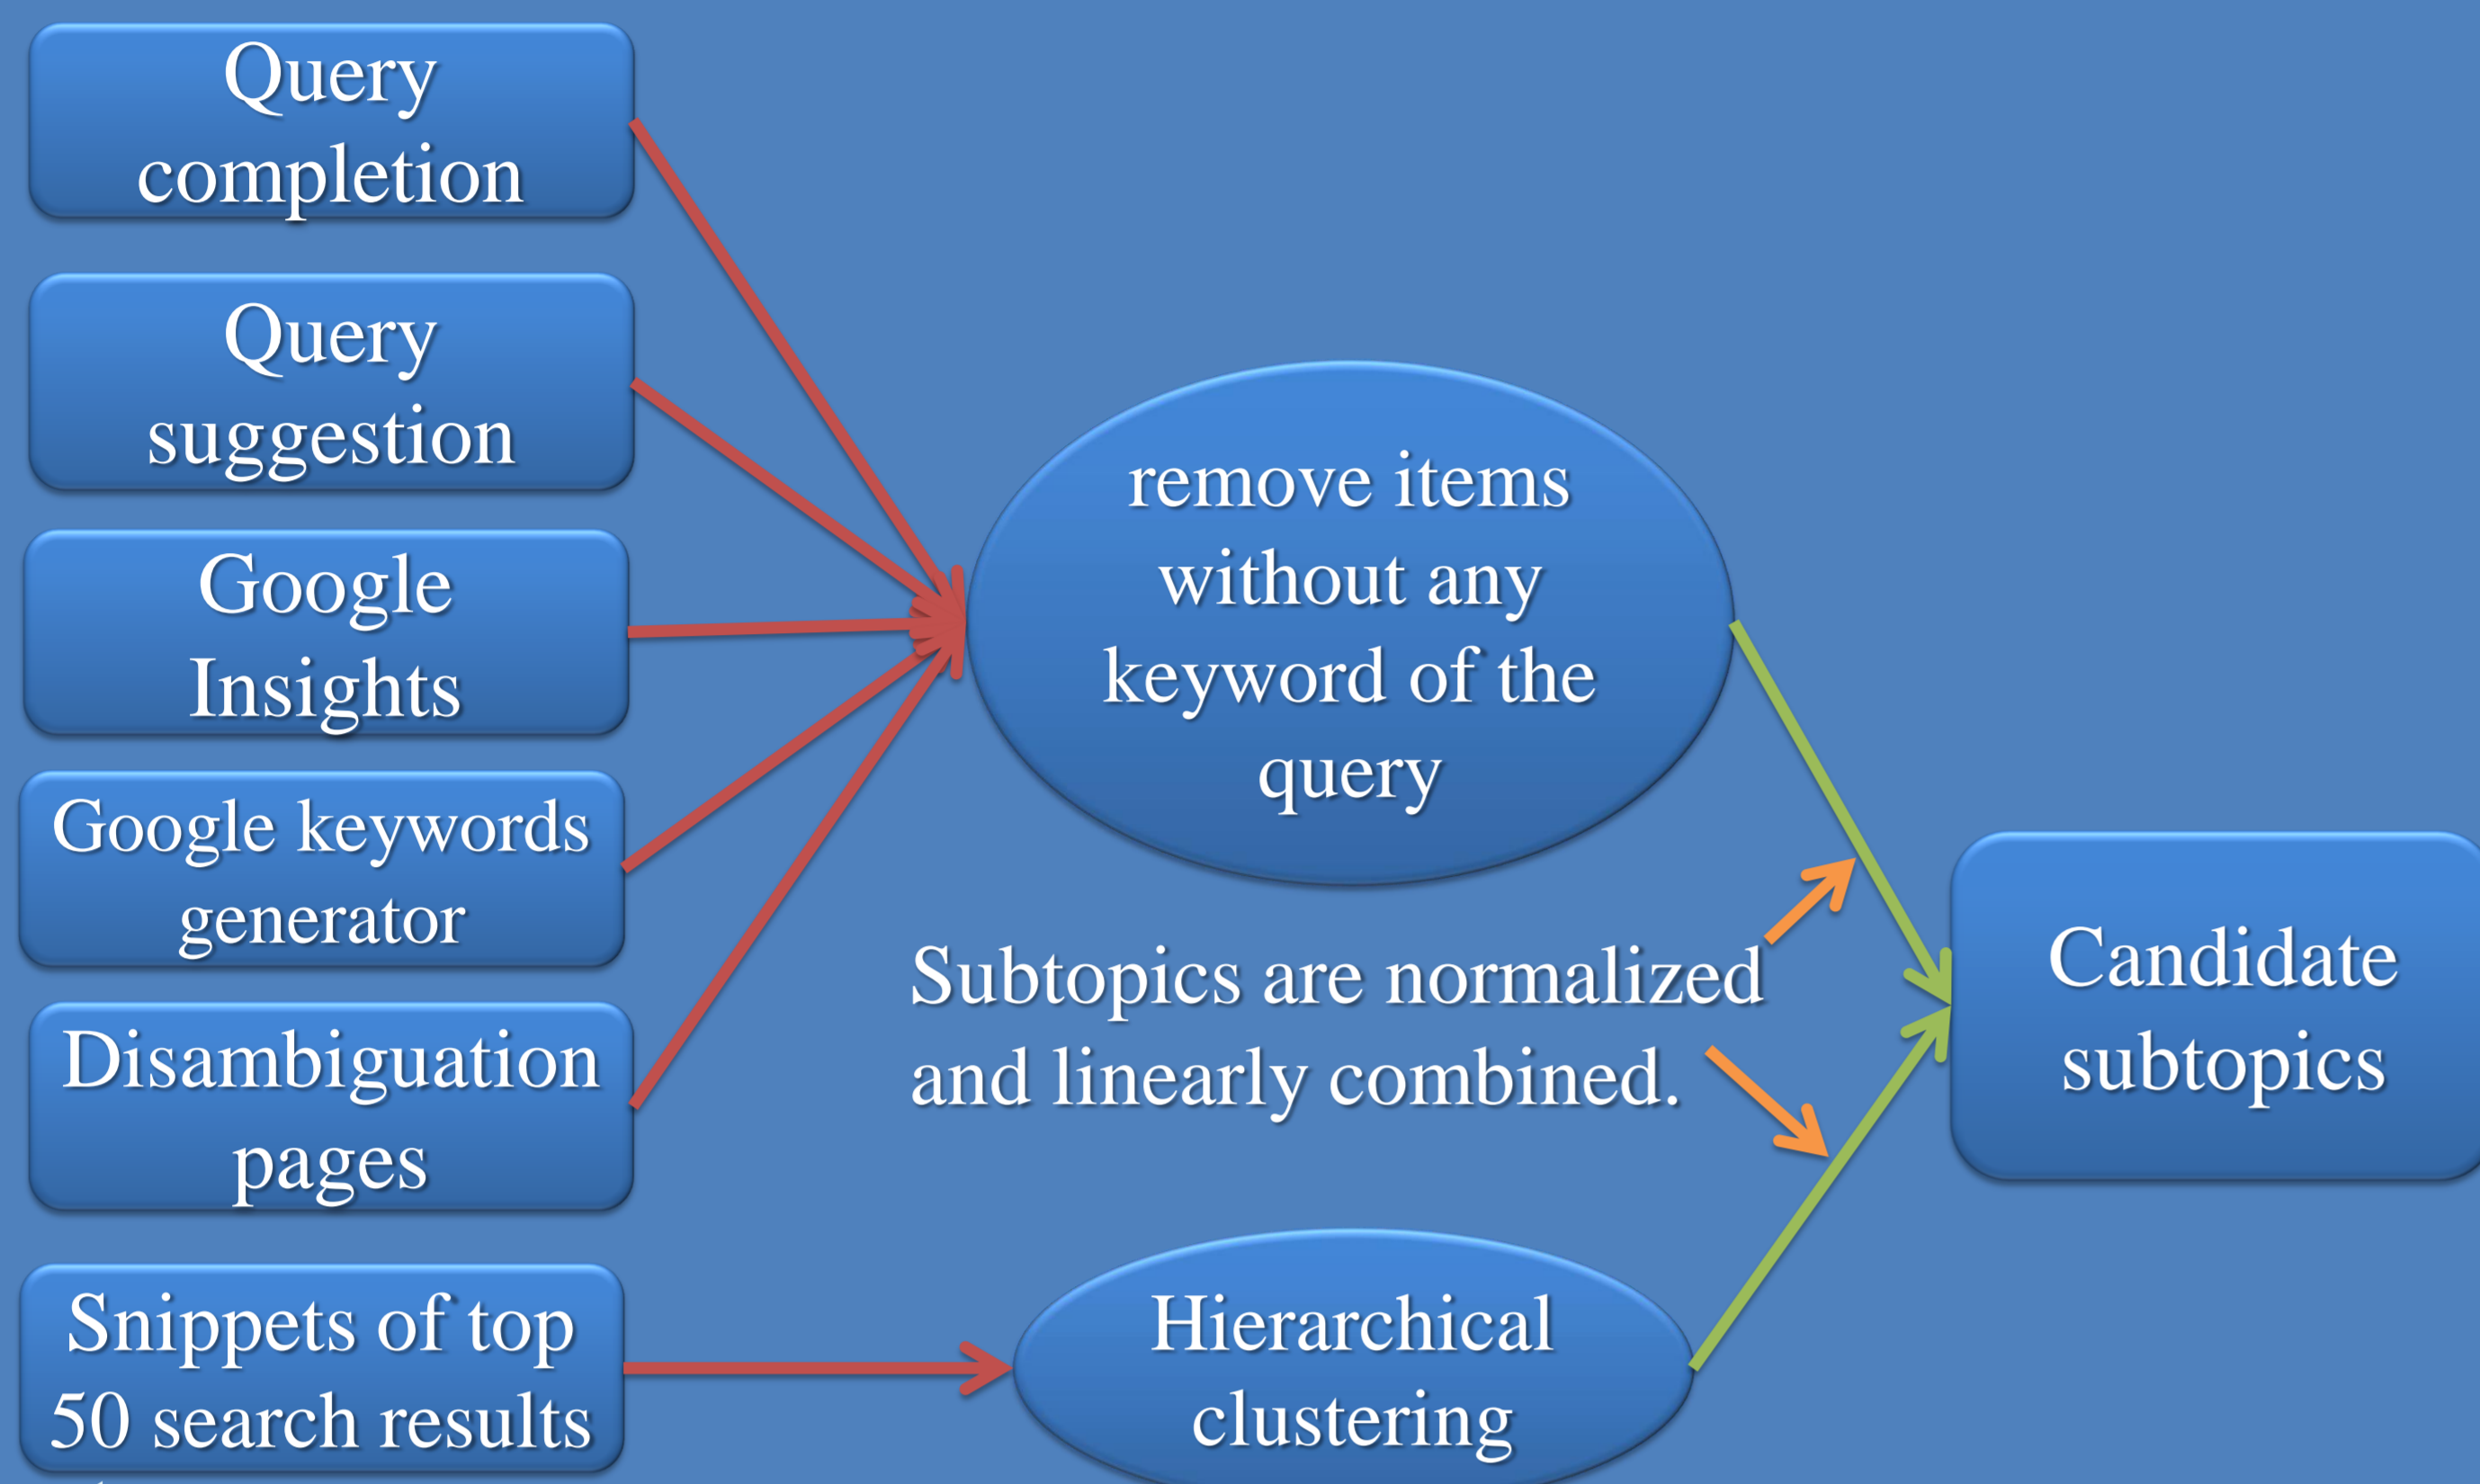 Query
completion
Query
suggestion
Google
Insights
Google keywords
generator
Disambiguation
pages
Snippets of top
50 search results
remove items
without any
keyword of the
query
Subtopics are normalized
and linearly combined.
Hierarchical
clustering
Candidate
subtopics